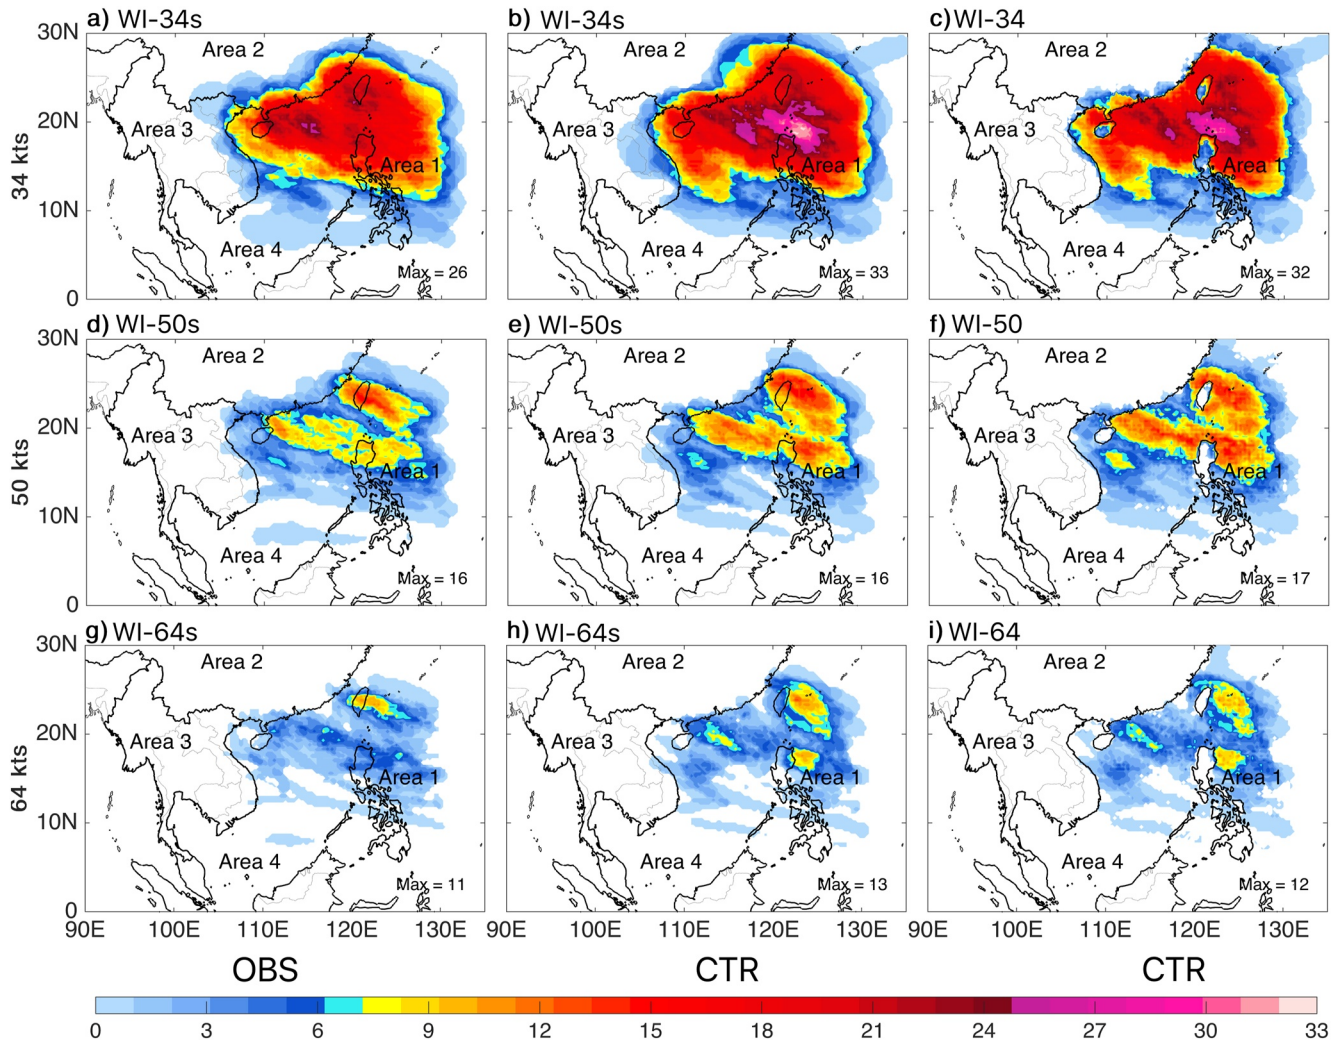 a) WI-34s
b) WI-34s
c) WI-34
30N
20N
10N
0
34 kts
Area 2
Area 3
Area 1
Area 4
Max = 26
Area 2
Area 3
Area 1
Area 4
Max = 33
Area 2
Area 3
Area 1
Area 4
Max = 32
d) WI-50s
e) WI-50s
f) WI-50
30N
20N
10N
0
50 kts
Area 2
Area 3
Area 1
Area 4
Max = 16
Area 2
Area 3
Area 1
Area 4
Max = 16
Area 2
Area 3
Area 1
Area 4
Max = 17
g) WI-64s
h) WI-64s
i) WI-64
30N
20N
10N
0
64 kts
Area 2
Area 3
Area 1
Area 4
Max = 11
Area 2
Area 3
Area 1
Area 4
Max = 13
Area 2
Area 3
Area 1
Area 4
Max = 12
90E 100E 110E 120E 130E
90E 100E 110E 120E 130E
90E 100E 110E 120E 130E
OBS
CTR
CTR
0 3 6 9 12 15 18 21 24 27 30 33